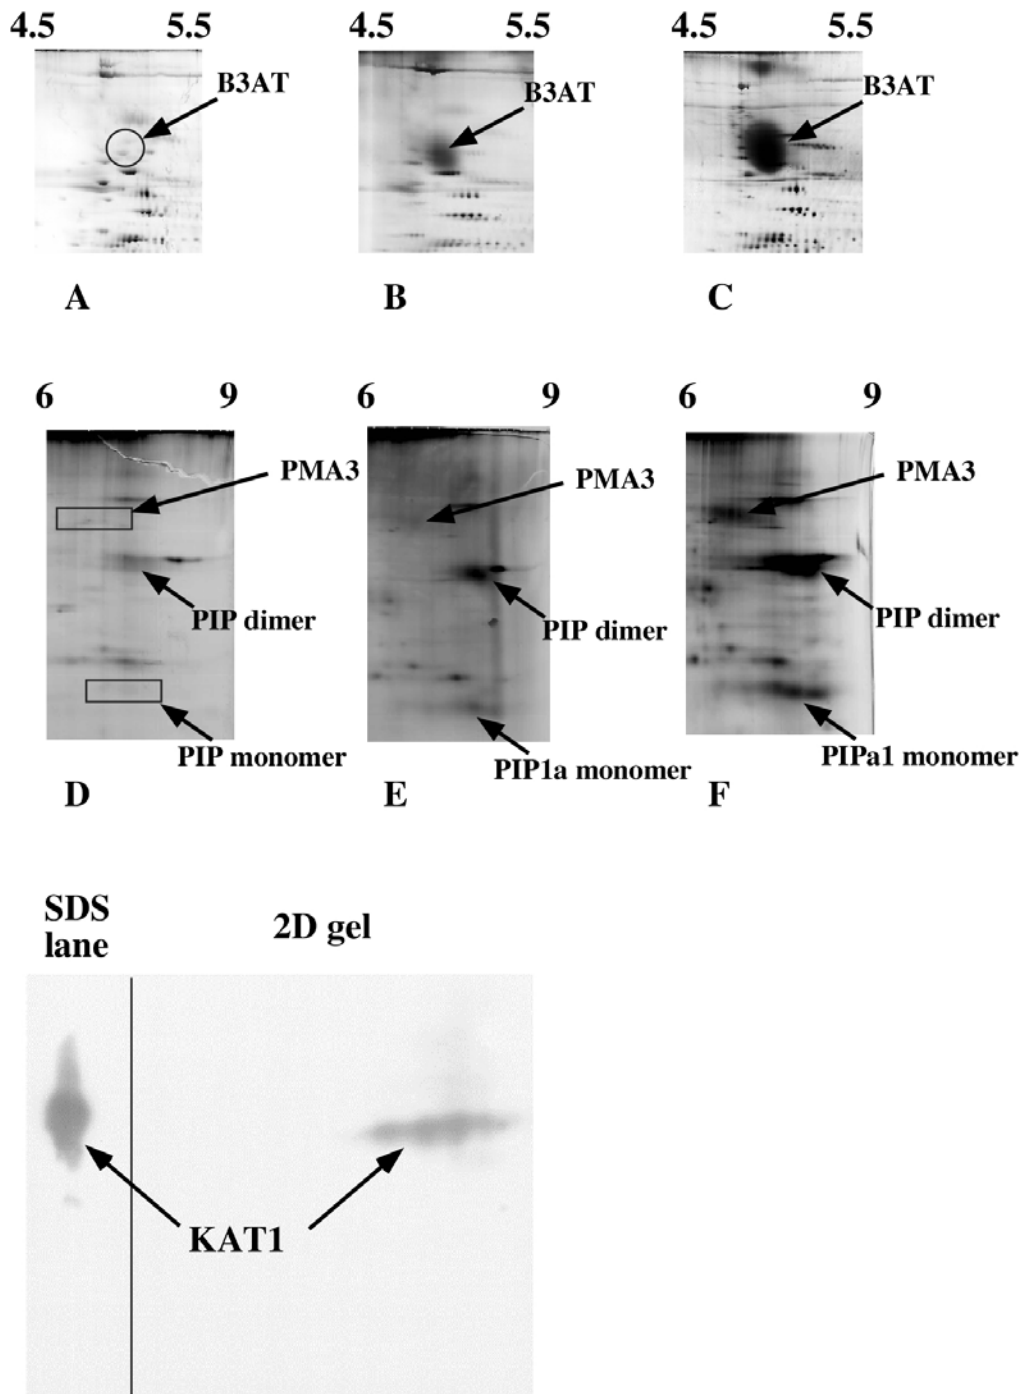 4.5 5.5 4.5 5.5 4.5 5.5
B3AT B3AT B3AT
A B C
6 9 6 9 6 9
PMA3 PMA3 PMA3
PIP dimer PIP dimer PIP dimer
PIP monomer PIP1a monomer PIPa1 monomer
D E F
SDS
lane
2D gel
KAT1